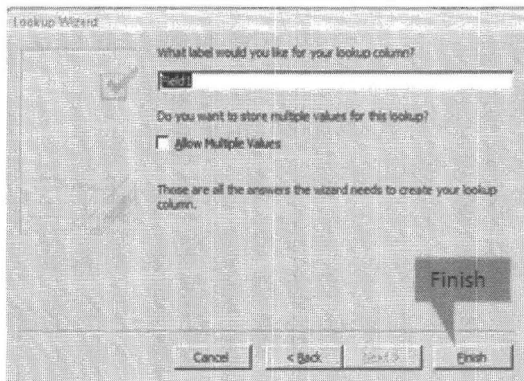 Lookup Wizard
What label would you like for your lookup column?
Field1
Do you want to store multiple values for this lookup?
Allow Multiple Values
Those are all the answers the wizard needs to create your lookup
column.
Finish
Cancel
< Back
Next >
Finish